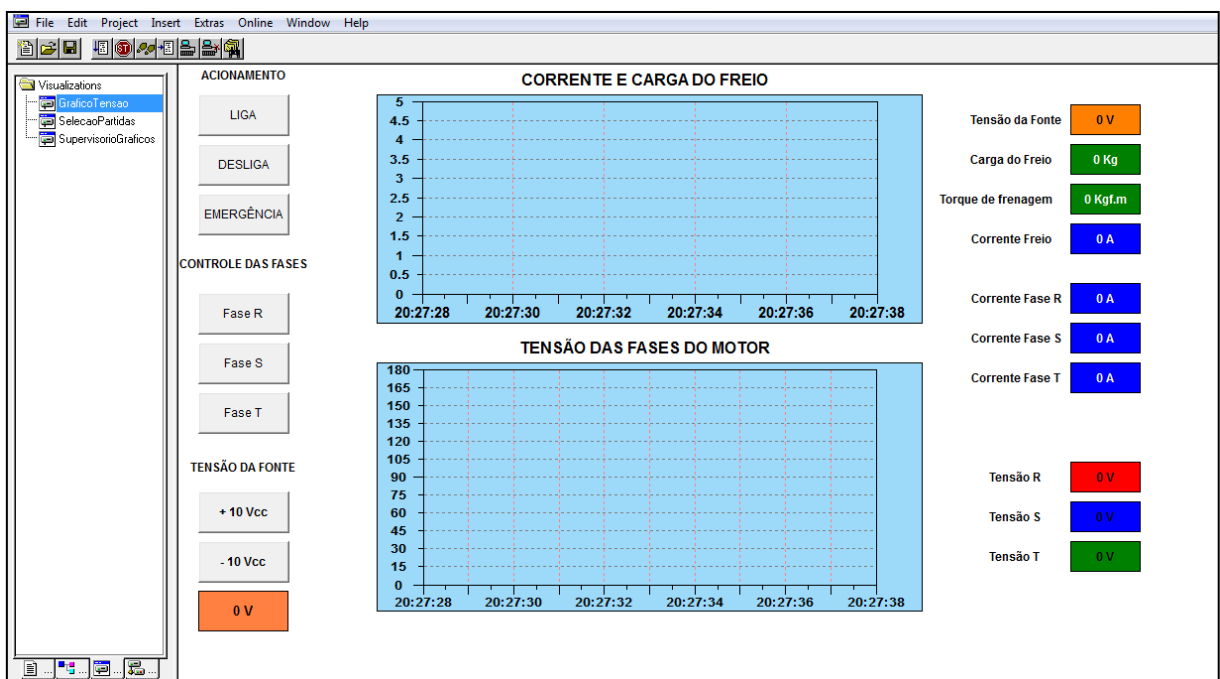 File Edit Project Insert Extras Online Window Help
Visualizations
GraficoTensao
SelecaoPartidas
SupervisorioGraficos
ACIONAMENTO
LIGA
DESLIGA
EMERGÊNCIA
CONTROLE DAS FASES
Fase R
Fase S
Fase T
TENSÃO DA FONTE
+ 10 Vcc
- 10 Vcc
0 V
CORRENTE E CARGA DO FREIO
5
4.5
4
3.5
3
2.5
2
1.5
1
0.5
0
20:27:28 20:27:30 20:27:32 20:27:34 20:27:36 20:27:38
TENSÃO DAS FASES DO MOTOR
180
165
150
135
120
105
90
75
60
45
30
15
0
20:27:28 20:27:30 20:27:32 20:27:34 20:27:36 20:27:38
Tensão da Fonte 0 V
Carga do Freio 0 Kg
Torque de frenagem 0 Kgf.m
Corrente Freio 0 A
Corrente Fase R 0 A
Corrente Fase S 0 A
Corrente Fase T 0 A
Tensão R 0 V
Tensão S 0 V
Tensão T 0 V